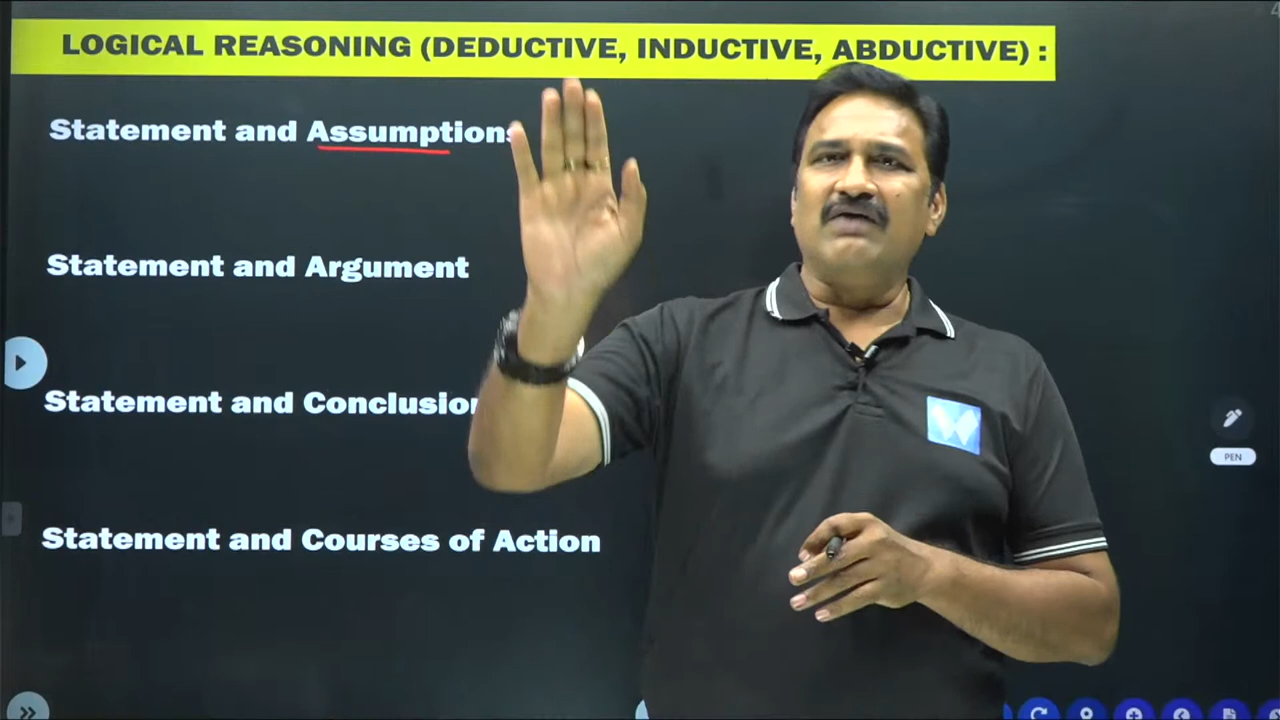 LOGICAL REASONING (DEDUCTIVE, INDUCTIVE, ABDUCTIVE) :
Statement and Assumptions
Statement and Argument
Statement and Conclusion
Statement and Courses of Action
PEN